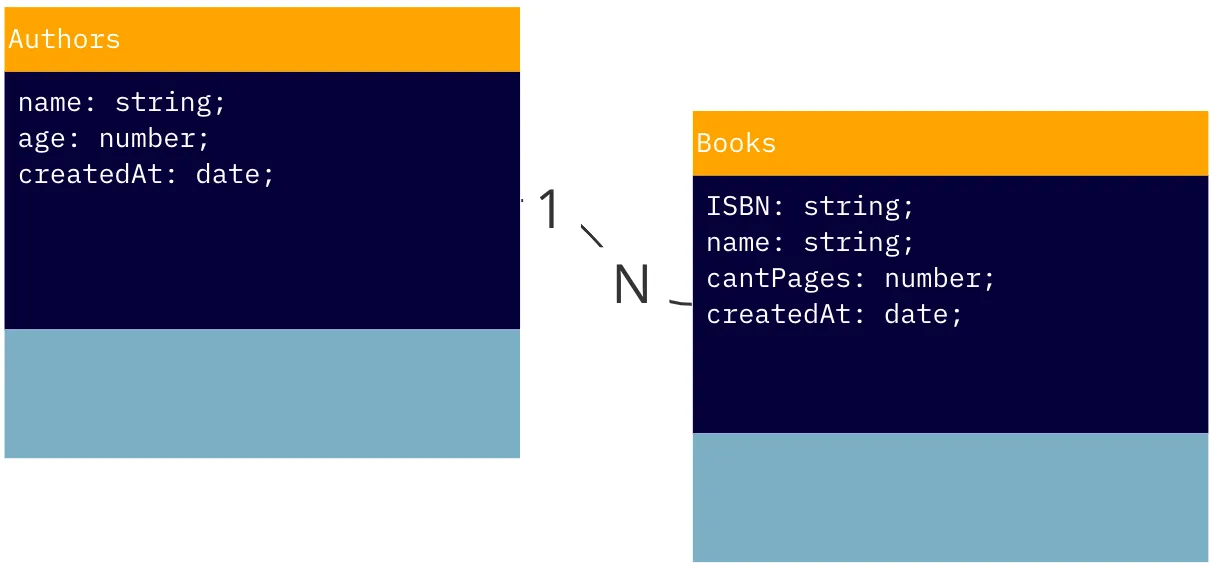 Authors
name: string;
age: number;
createdAt: date;
1
N
Books
ISBN: string;
name: string;
cantPages: number;
createdAt: date;